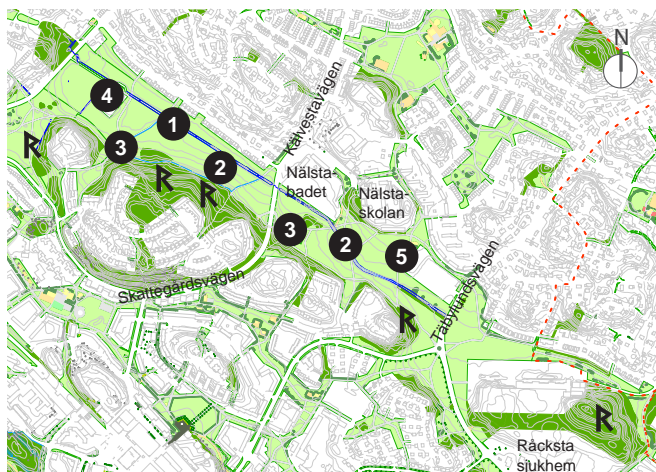 N
4
1
Kälvestavägen
3
2
Nälsta-
badet
Nälsta-
skolan
3
2
5
Skattegårdsvägen
Täbylundsvägen
Råcksta
sjukhem